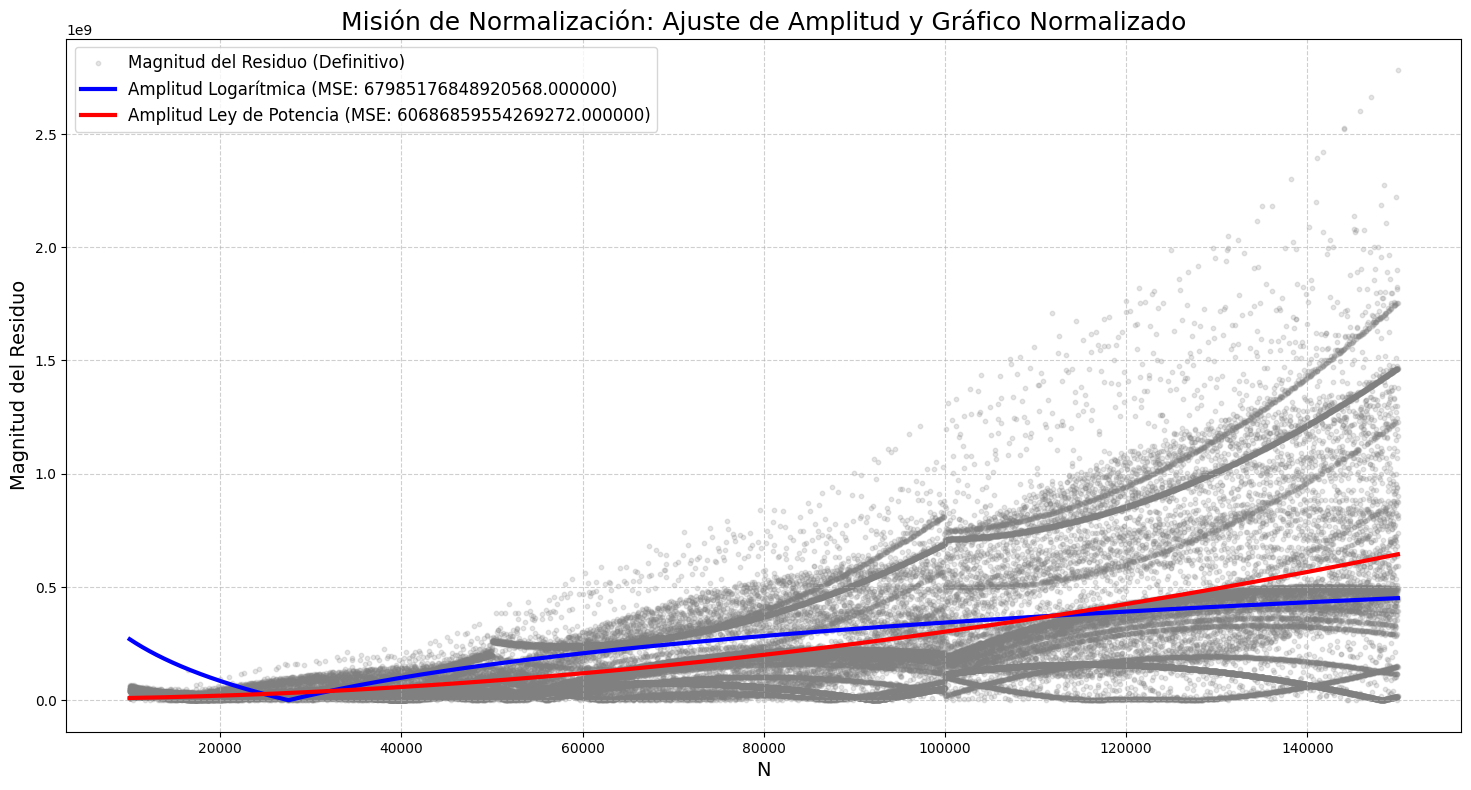 Misión de Normalización: Ajuste de Amplitud y Gráfico Normalizado
1e9
Magnitud del Residuo (Definitivo)
Amplitud Logarítmica (MSE: 67985176848920568.000000)
Amplitud Ley de Potencia (MSE: 60686859554269272.000000)
Magnitud del Residuo
2.5
2.0
1.5
1.0
0.5
0.0
20000 40000 60000 80000 100000 120000 140000
N